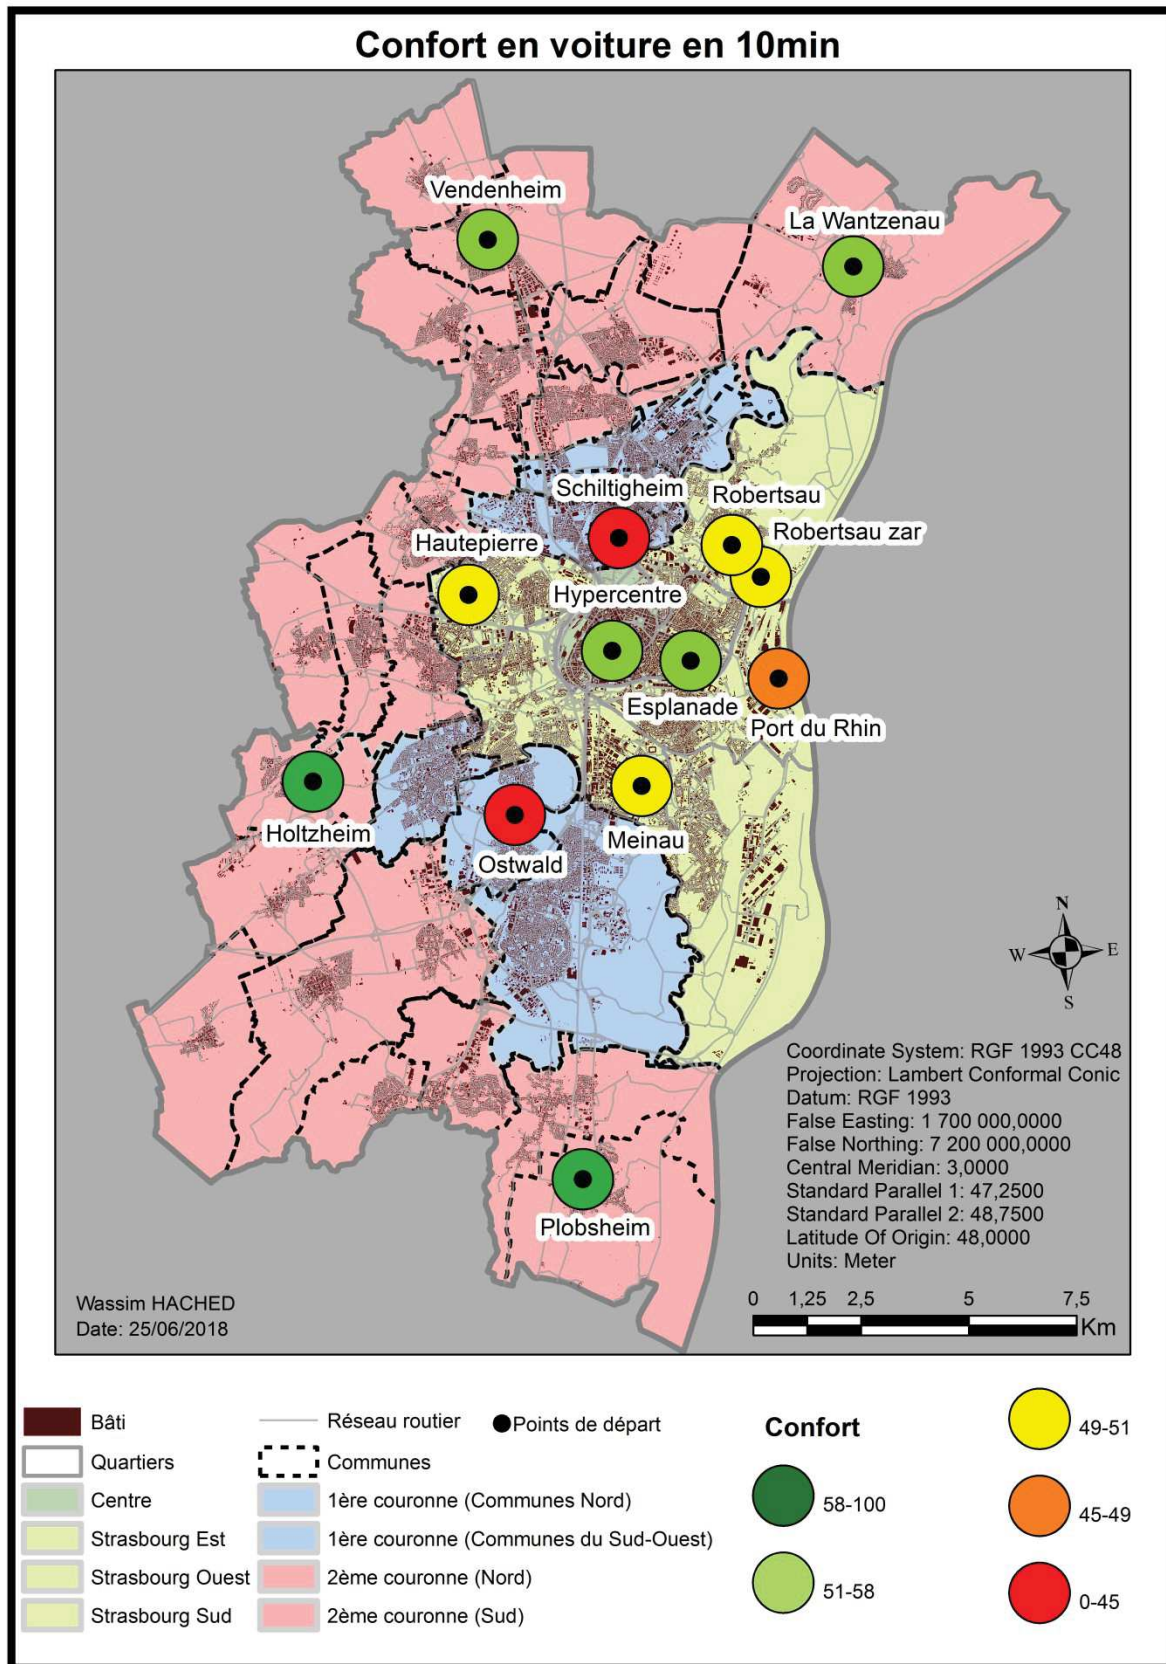 Confort en voiture en 10min
Vendenheim
La Wantzenau
Schiltigheim
Robertsau
Robertsau zar
Hautepierre
Hypercentre
Esplanade
Port du Rhin
Holtzheim
Ostwald
Meinau
Plobsheim
N
W E
S
Coordinate System: RGF 1993 CC48
Projection: Lambert Conformal Conic
Datum: RGF 1993
False Easting: 1 700 000,0000
False Northing: 7 200 000,0000
Central Meridian: 3,0000
Standard Parallel 1: 47,2500
Standard Parallel 2: 48,7500
Latitude Of Origin: 48,0000
Units: Meter
Wassim HACHED
Date: 25/06/2018
0 1,25 2,5 5 7,5
Km
Bâti
Quartiers
Centre
Strasbourg Est
Strasbourg Ouest
Strasbourg Sud
Réseau routier
Points de départ
Communes
1ère couronne (Communes Nord)
1ère couronne (Communes du Sud-Ouest)
2ème couronne (Nord)
2ème couronne (Sud)
Confort
58-100
51-58
49-51
45-49
0-45